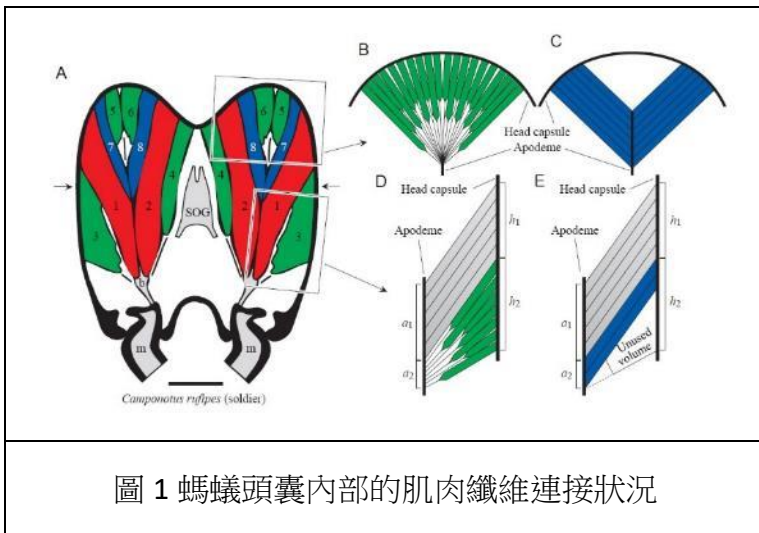 A
B
C
5 6 6 5
7 8 8 7
4 4
1 2 2 1
3 3
SOG
b b
m m
Camponotus rufipes (soldier)
Head capsule
Apodeme
D
E
Head capsule
Head capsule
Apodeme
Apodeme
h1
h1
h2
h2
a1
a1
a2
a2
Unused
volume
圖 1 螞蟻頭囊內部的肌肉纖維連接狀況